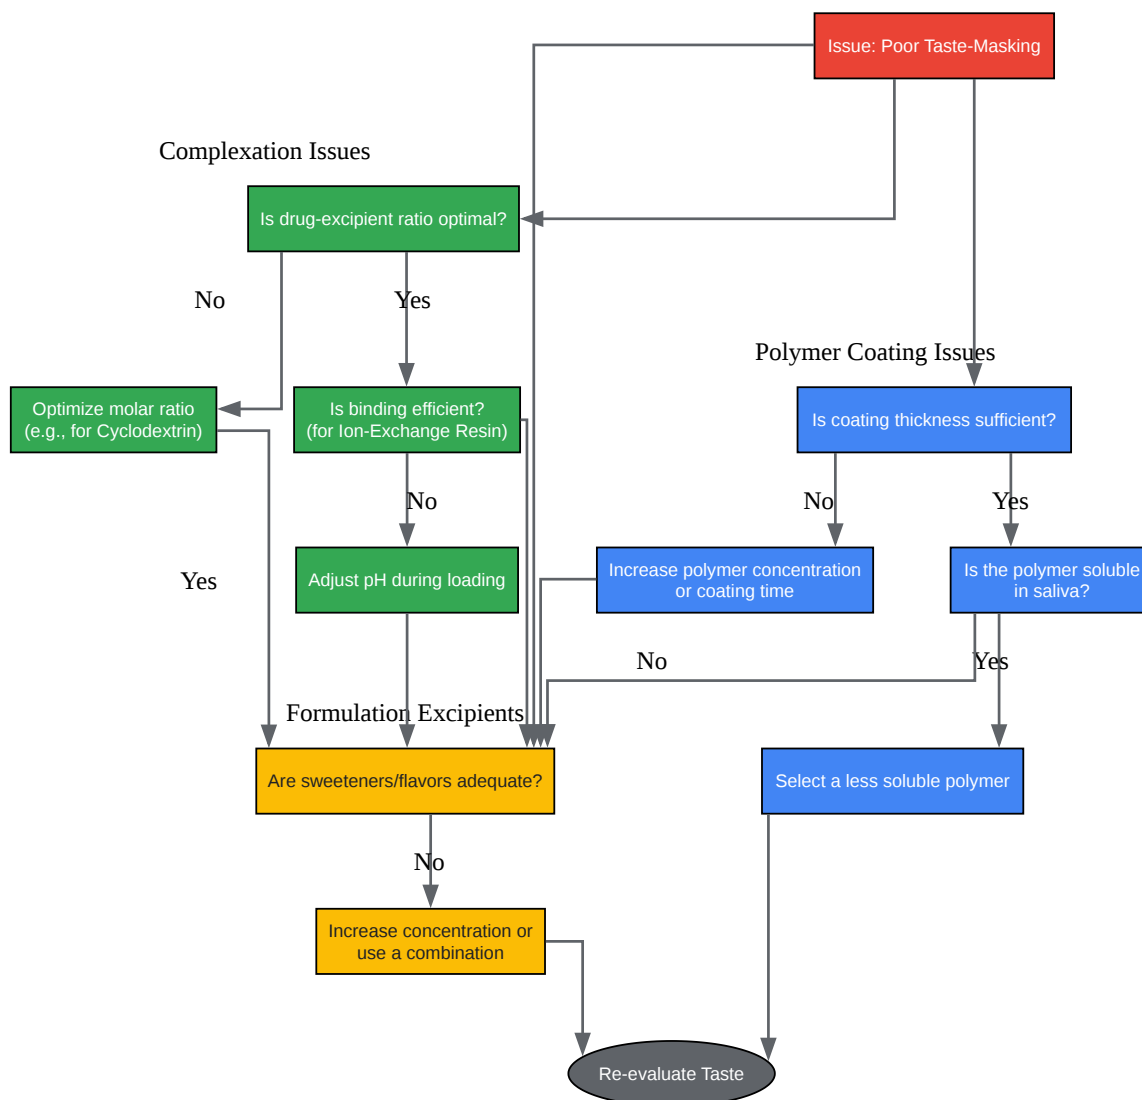 Issue: Poor Taste-Masking
Complexation Issues
Is drug-excipient ratio optimal?
No
Yes
Polymer Coating Issues
Optimize molar ratio
(e.g., for Cyclodextrin)
Is binding efficient?
(for Ion-Exchange Resin)
Is coating thickness sufficient?
No
No
Yes
Yes
Adjust pH during loading
Increase polymer concentration
or coating time
Is the polymer soluble
in saliva?
No
Yes
Formulation Excipients
Are sweeteners/flavors adequate?
Select a less soluble polymer
No
Increase concentration or
use a combination
Re-evaluate Taste